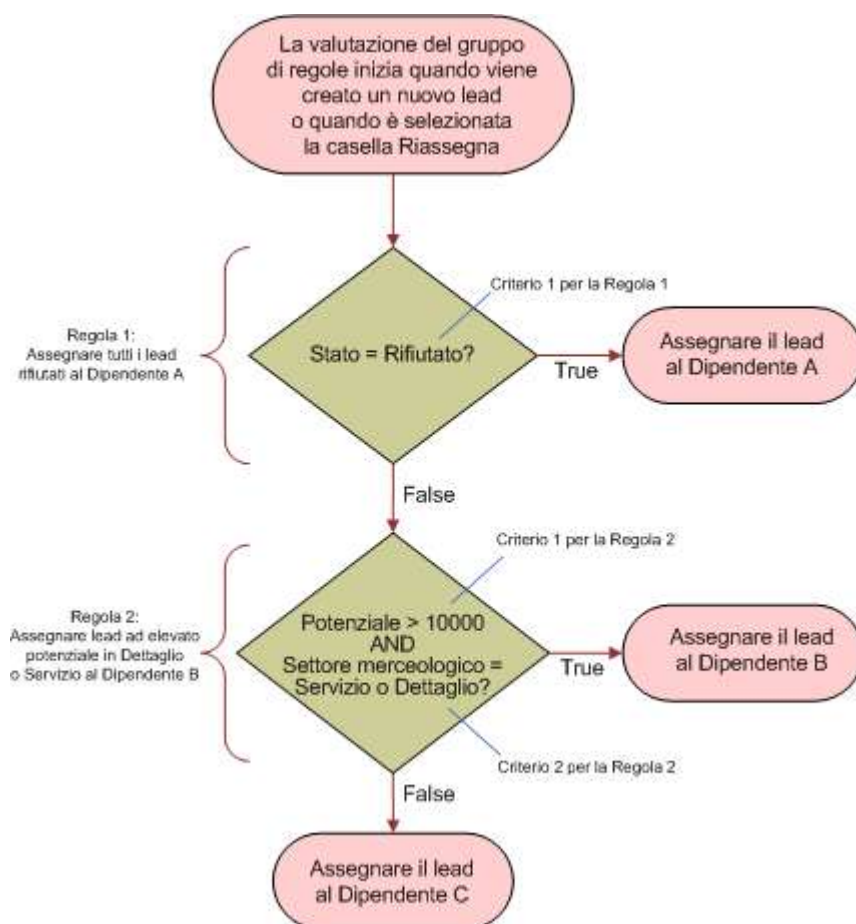 La valutazione del gruppo
di regole inizia quando viene
creato un nuovo lead
o quando è selezionata
la casella Riassegna
Criterio 1 per la Regola 1
Regola 1:
Assegnare tutti i lead
rifiutati al Dipendente A
Stato = Rifiutato?
True
Assegnare il lead
al Dipendente A
False
Criterio 1 per la Regola 2
Regola 2:
Assegnare lead ad elevato
potenziale in Dettaglio
o Servizio al Dipendente B
Potenziale > 10000
AND
Settore merceologico =
Servizio o Dettaglio?
True
Assegnare il lead
al Dipendente B
Criterio 2 per la Regola 2
False
Assegnare il lead
al Dipendente C